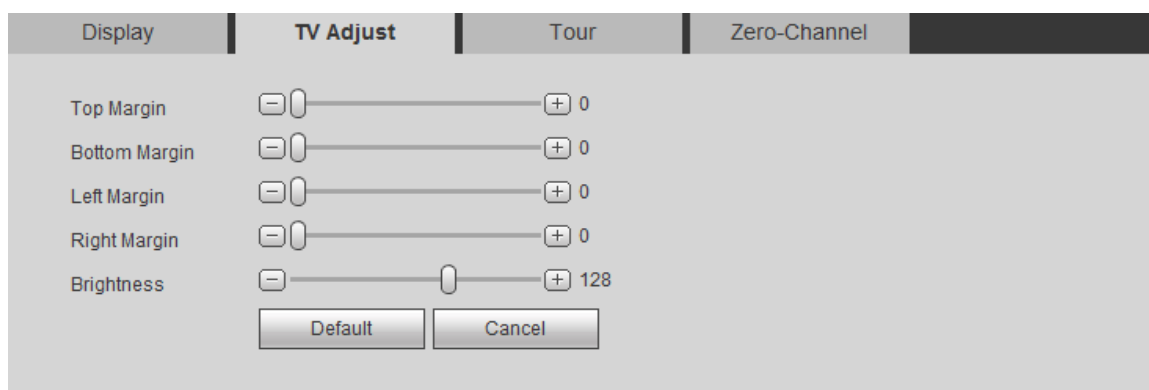 Display TV Adjust Tour Zero-Channel
Top Margin 0
Bottom Margin 0
Left Margin 0
Right Margin 0
Brightness 128
Default Cancel